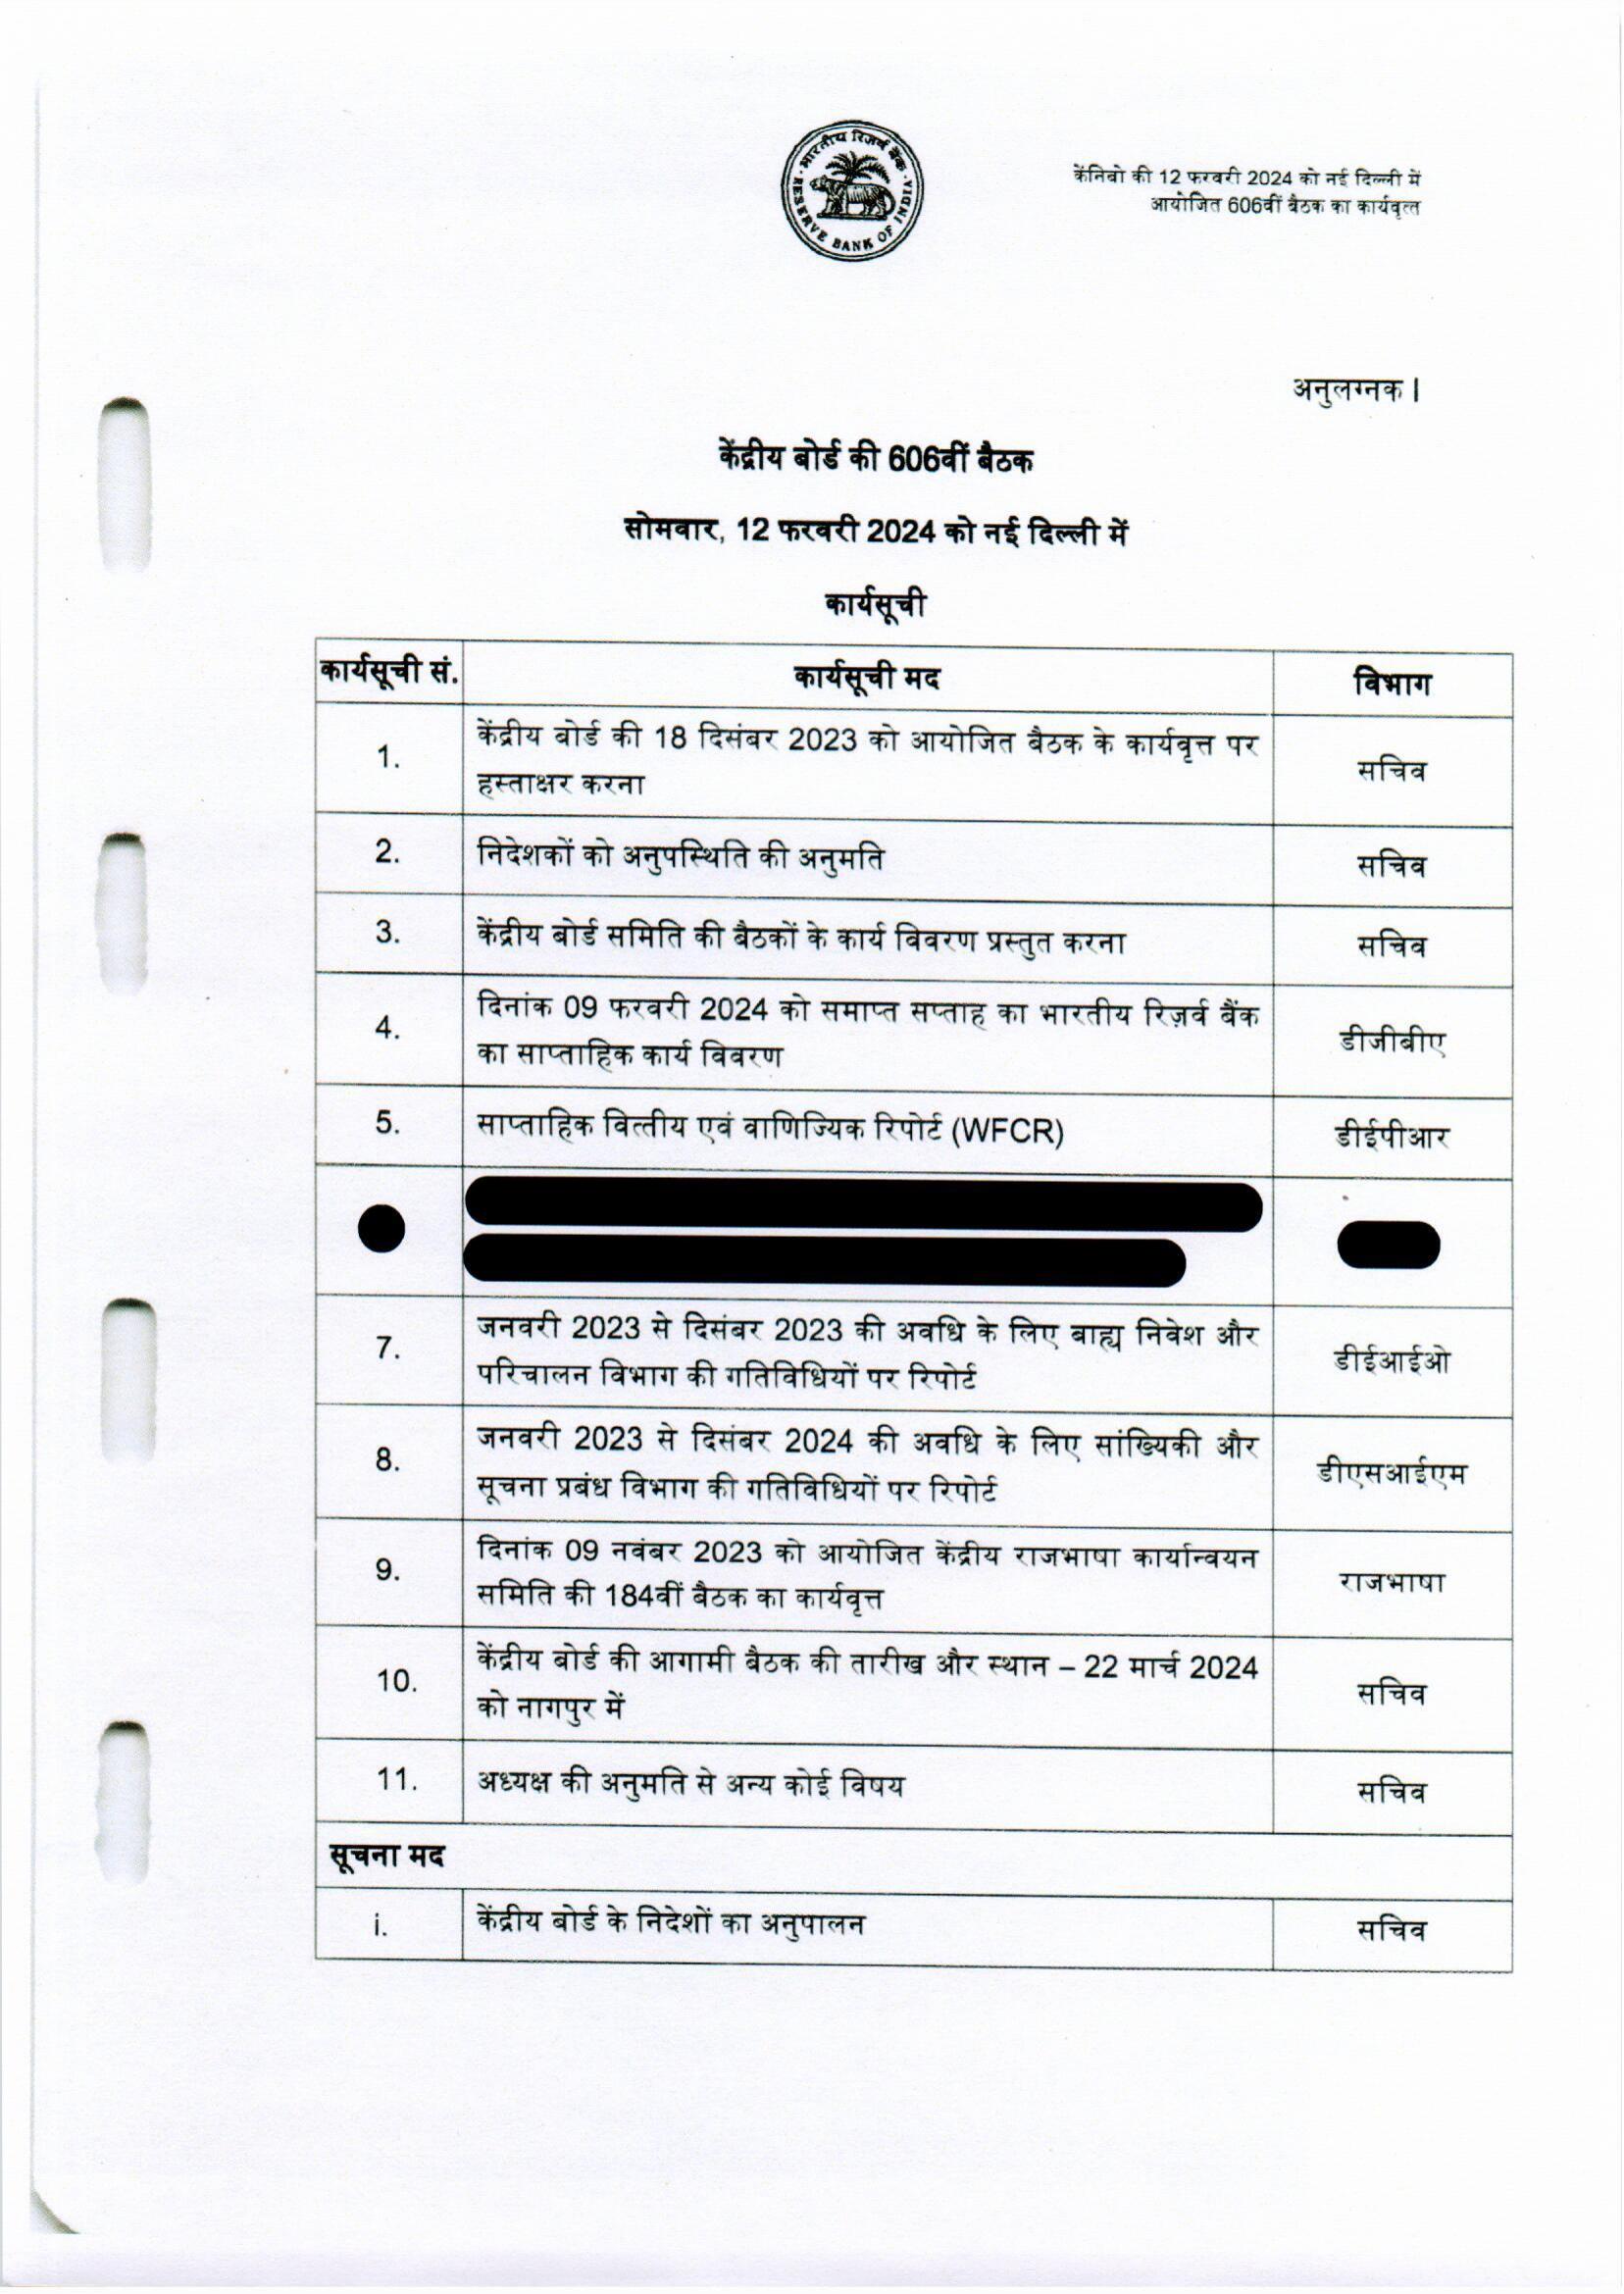 भारतीय रिज़र्व बैंक
RESERVE BANK OF INDIA
केंनिबो की 12 फरवरी 2024 को नई दिल्ली में
आयोजित 606वीं बैठक का कार्यवृत्त
अनुलग्नक I
केंद्रीय बोर्ड की 606वीं बैठक
सोमवार, 12 फरवरी 2024 को नई दिल्ली में
कार्यसूची
कार्यसूची सं. कार्यसूची मद विभाग
1. केंद्रीय बोर्ड की 18 दिसंबर 2023 को आयोजित बैठक के कार्यवृत्त पर
हस्ताक्षर करना सचिव
2. निदेशकों को अनुपस्थिति की अनुमति सचिव
3. केंद्रीय बोर्ड समिति की बैठकों के कार्य विवरण प्रस्तुत करना सचिव
4. दिनांक 09 फरवरी 2024 को समाप्त सप्ताह का भारतीय रिज़र्व बैंक
का साप्ताहिक कार्य विवरण डीजीबीए
5. साप्ताहिक वित्तीय एवं वाणिज्यिक रिपोर्ट (WFCR) डीईपीआर
7. जनवरी 2023 से दिसंबर 2023 की अवधि के लिए बाह्य निवेश और
परिचालन विभाग की गतिविधियों पर रिपोर्ट डीईआईओ
8. जनवरी 2023 से दिसंबर 2024 की अवधि के लिए सांख्यिकी और
सूचना प्रबंध विभाग की गतिविधियों पर रिपोर्ट डीएसआईएम
9. दिनांक 09 नवंबर 2023 को आयोजित केंद्रीय राजभाषा कार्यान्वयन
समिति की 184वीं बैठक का कार्यवृत्त राजभाषा
10. केंद्रीय बोर्ड की आगामी बैठक की तारीख और स्थान – 22 मार्च 2024
को नागपुर में सचिव
11. अध्यक्ष की अनुमति से अन्य कोई विषय सचिव
सूचना मद
i. केंद्रीय बोर्ड के निदेशों का अनुपालन सचिव